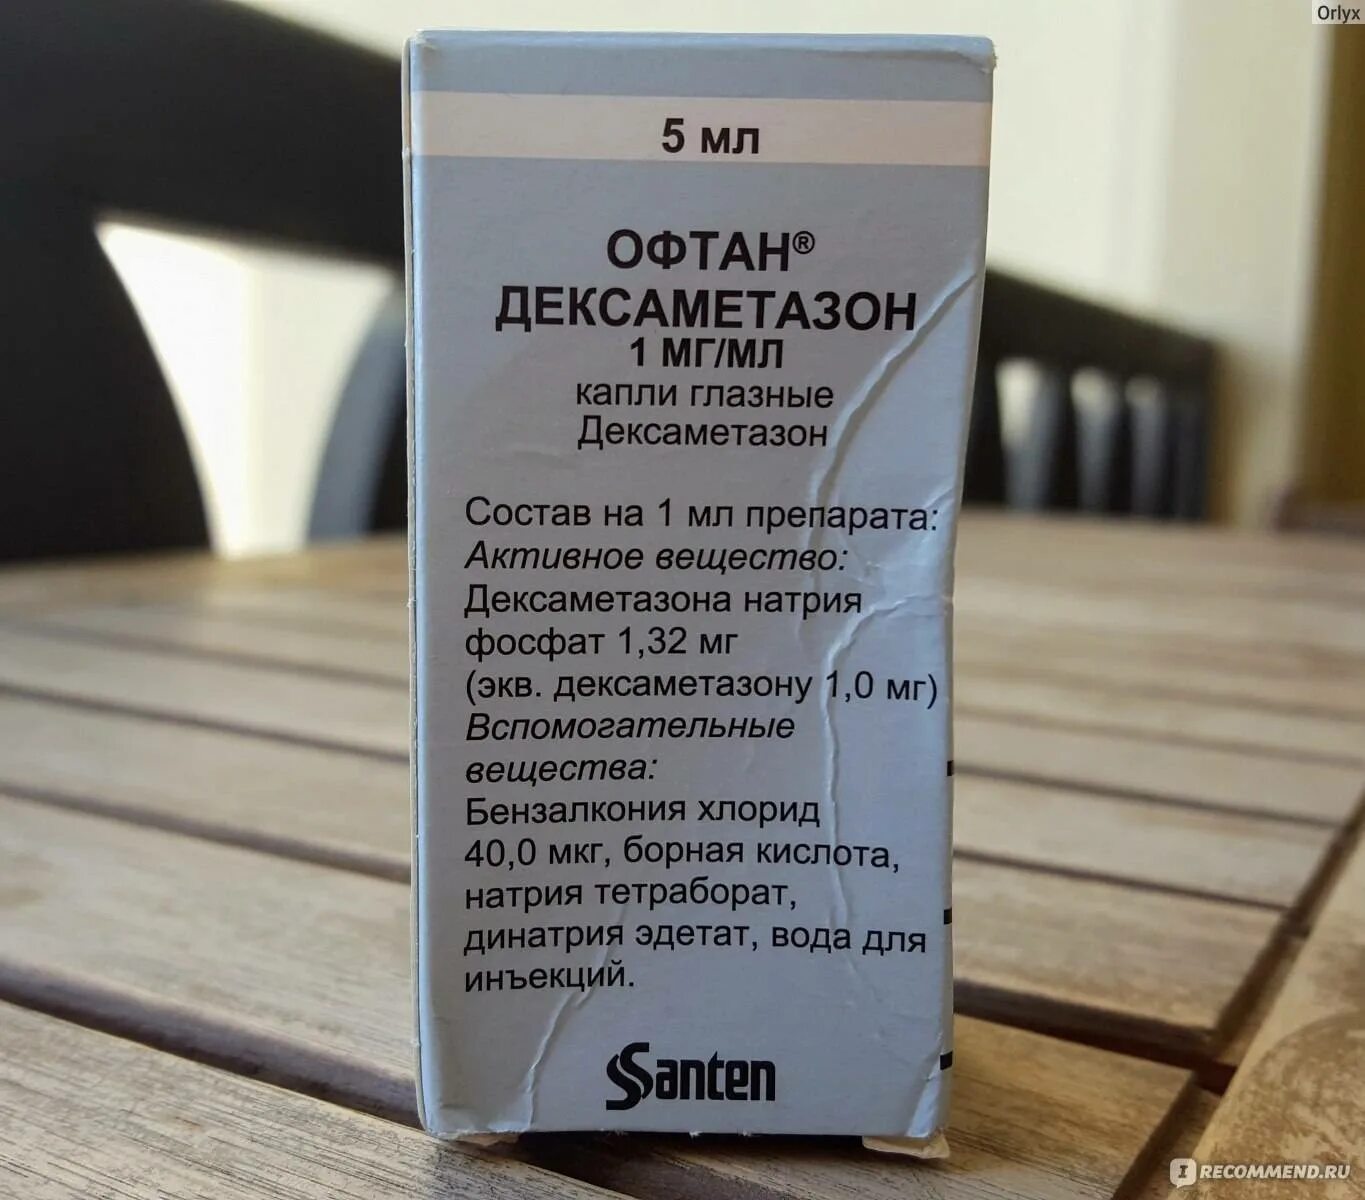 Orlyx
5 мл
ОФТАН®
ДЕКСАМЕТАЗОН
1 МГ/МЛ
капли глазные
Дексаметазон
Состав на 1 мл препарата:
Активное вещество:
Дексаметазона натрия
фосфат 1,32 мг
(экв. дексаметазону 1,0 мг)
Вспомогательные
вещества:
Бензалкония хлорид
40,0 мкг, борная кислота,
натрия тетраборат,
динатрия эдетат, вода для
инъекций.
Santen
IRECOMMEND.RU